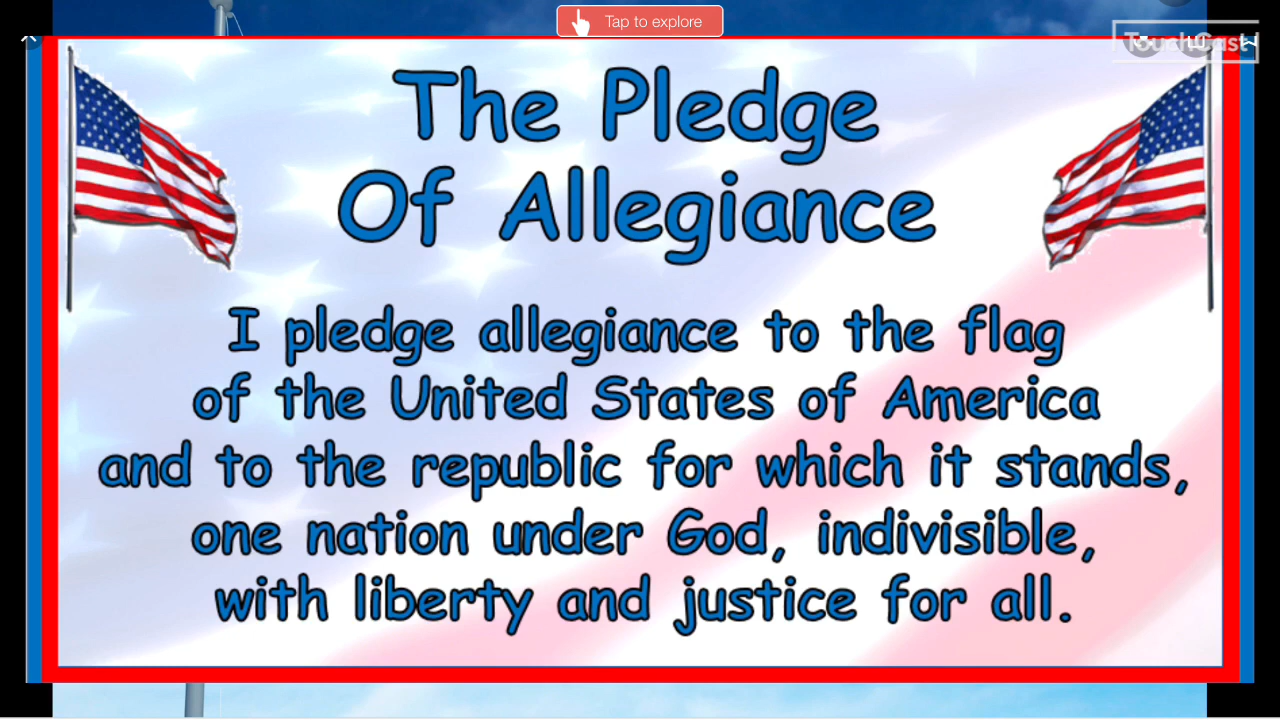 Tap to explore
TouchCast
The Pledge
Of Allegiance
I pledge allegiance to the flag
of the United States of America
and to the republic for which it stands,
one nation under God, indivisible,
with liberty and justice for all.